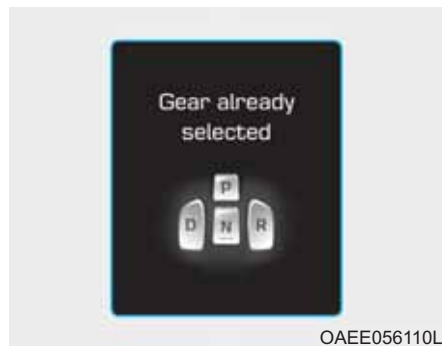 Gear already
selected
P
D N R
OAEE056110L